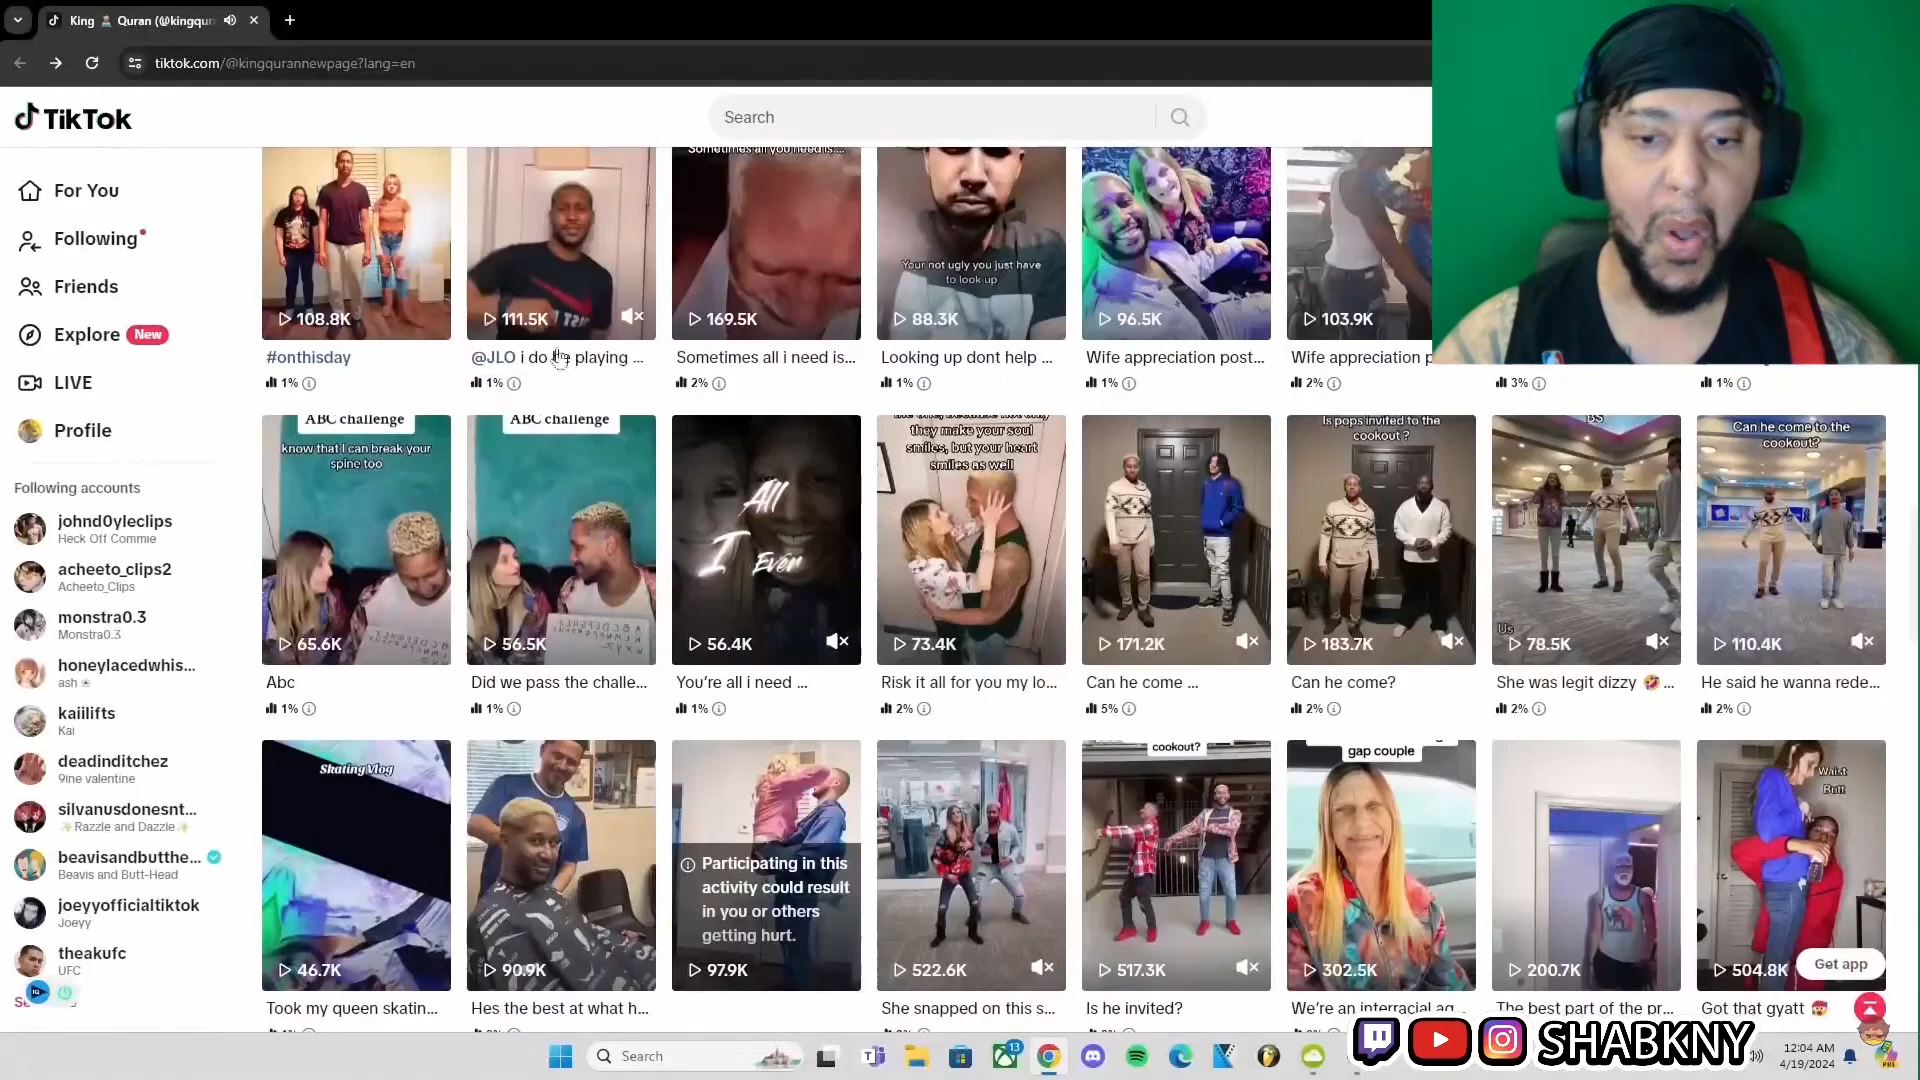 King Quran (@kingqur
tiktok.com/@kingqurannewpage?lang=en
TikTok
Search
For You
Following
Friends
Explore New
LIVE
Profile
Following accounts
johnd0yleclips
Heck Off Commie
acheeto_clips2
Acheeto_Clips
monstra0.3
Monstra0.3
honeylacedwhis...
ash
kaiilifts
Kai
deadinditchez
9ine valentine
silvanusdonesnt...
Razzle and Dazzle
beavisandbutthe...
Beavis and Butt-Head
joeyyofficialtiktok
Joeyy
theakufc
UFC
Sometimes all you need is....
Your not ugly you just have
to look up
108.8K
111.5K
169.5K
88.3K
96.5K
103.9K
#onthisday
@JLO i do playing ...
Sometimes all i need is...
Looking up dont help ...
Wife appreciation post...
Wife appreciation p
1%
1%
2%
1%
1%
2%
3%
1%
ABC challenge
know that I can break your
spine too
ABC challenge
All
I
Ever
they make your soul
smiles, but your heart
smiles as well
Is pops invited to the
cookout ?
BS
Us
Can he come to the
cookout?
65.6K
56.5K
56.4K
73.4K
171.2K
183.7K
78.5K
110.4K
Abc
Did we pass the challe...
You're all i need ...
Risk it all for you my lo...
Can he come ...
Can he come?
She was legit dizzy 🤣 ...
He said he wanna rede...
1%
1%
1%
2%
5%
2%
2%
2%
Skating Vlog
Participating in this
activity could result
in you or others
getting hurt.
cookout?
gap couple
Waist
Butt
46.7K
90.9K
97.9K
522.6K
517.3K
302.5K
200.7K
504.8K
Get app
Took my queen skatin...
Hes the best at what h...
She snapped on this s...
Is he invited?
We're an interracial ag...
The best part of the pr...
Got that gyatt
Search
13
SHABKNY
12:04 AM
4/19/2024